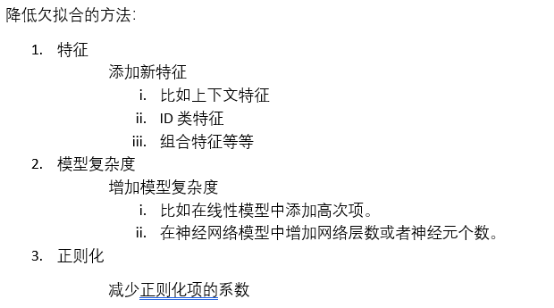 降低欠拟合的方法：
1. 特征
添加新特征
i. 比如上下文特征
ii. ID 类特征
iii. 组合特征等等
2. 模型复杂度
增加模型复杂度
i. 比如在线性模型中添加高次项。
ii. 在神经网络模型中增加网络层数或者神经元个数。
3. 正则化
减少正则化项的系数